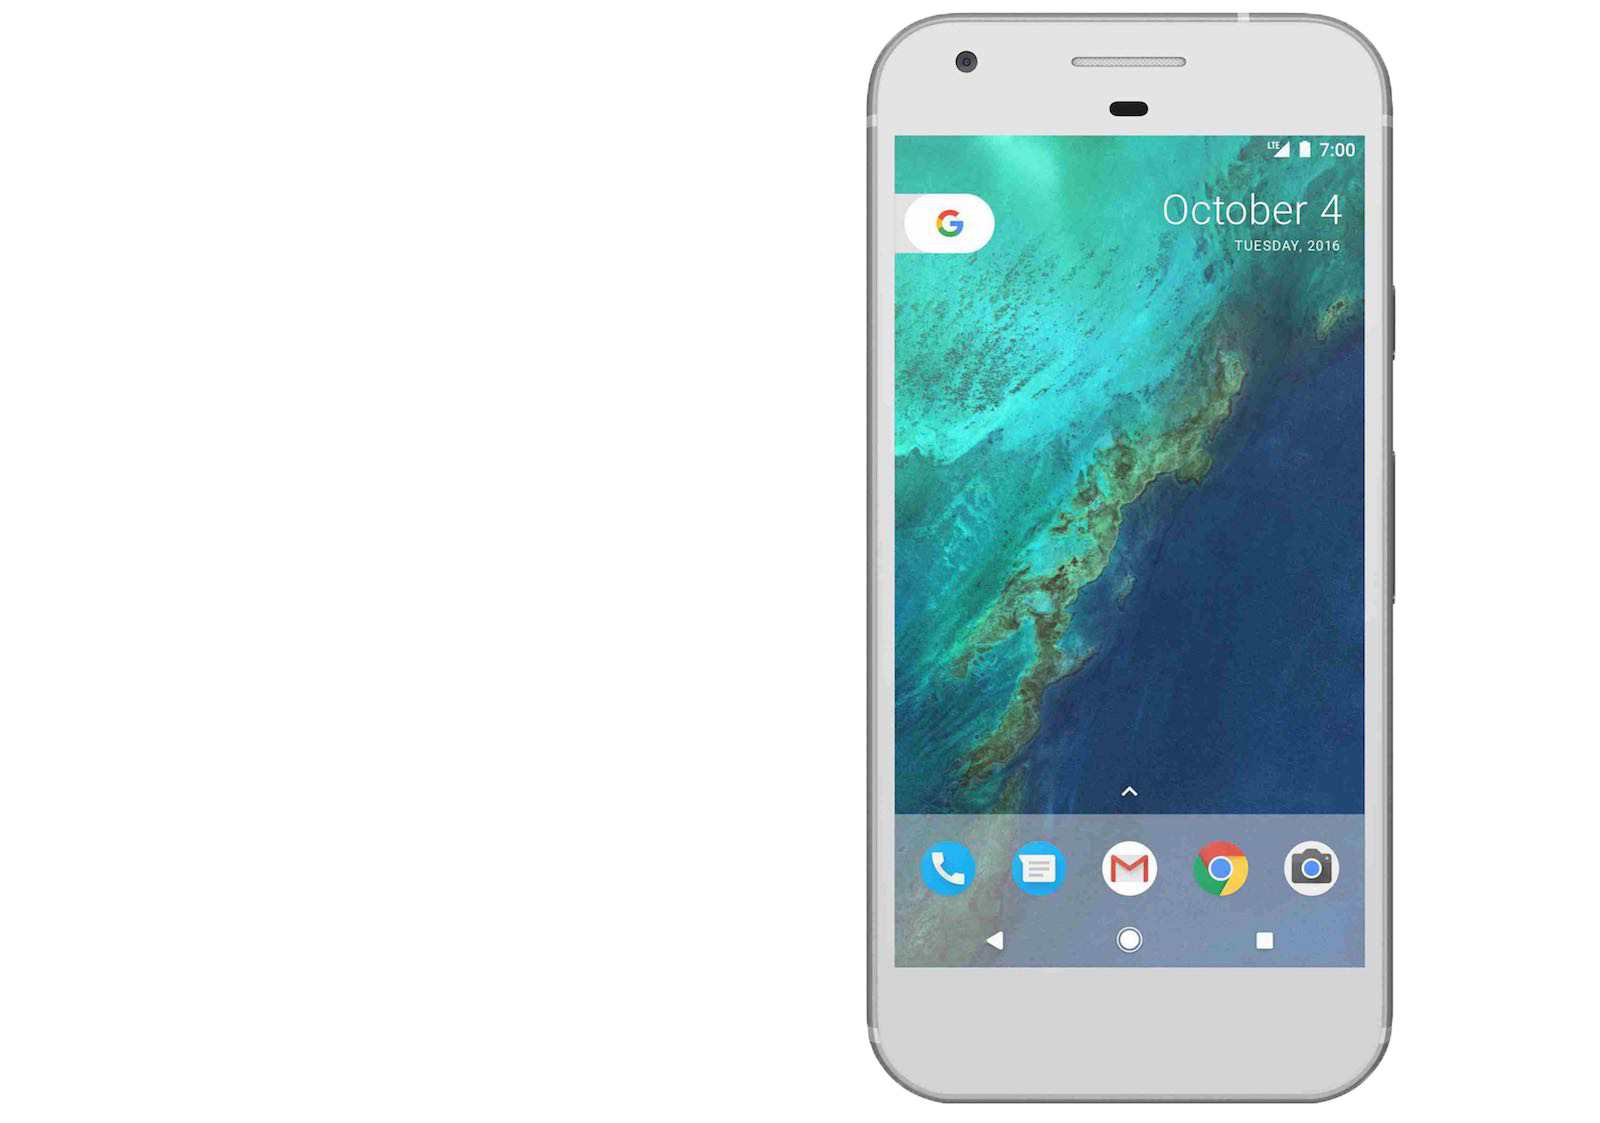 LTE 7:00
October 4
TUESDAY, 2016
G